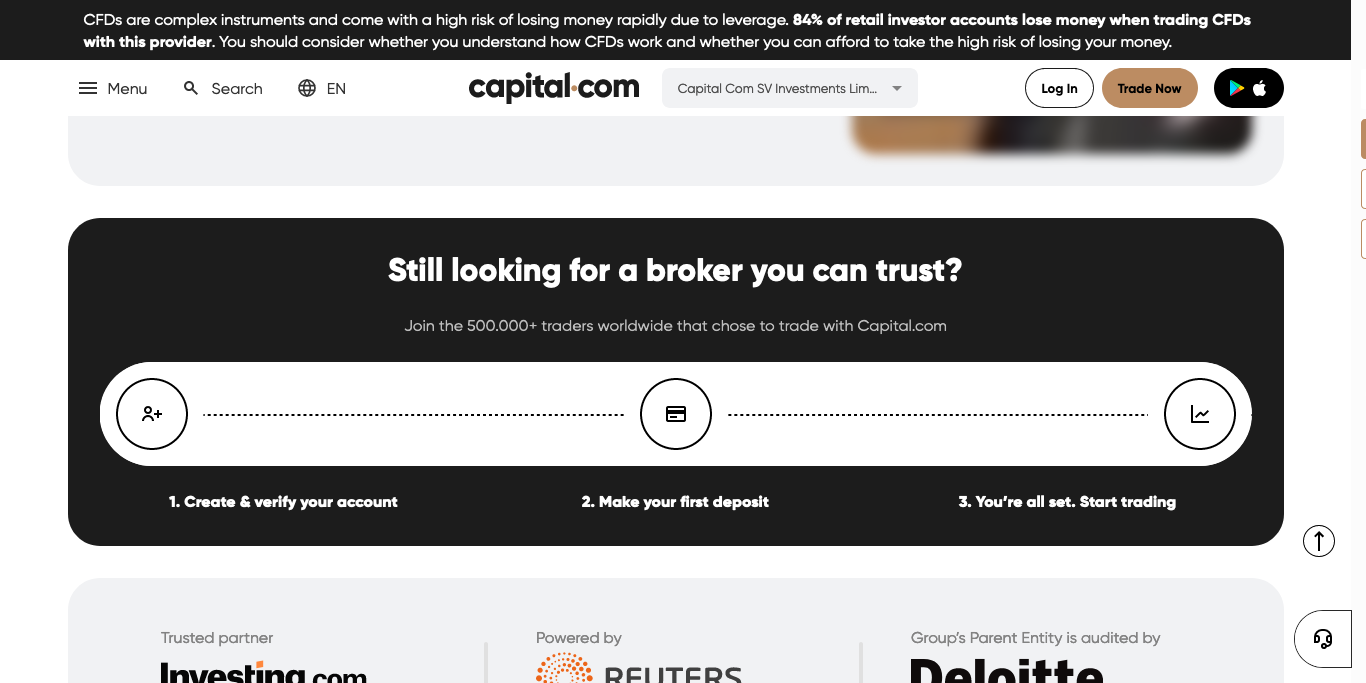 CFDs are complex instruments and come with a high risk of losing money rapidly due to leverage. 84% of retail investor accounts lose money when trading CFDs
with this provider. You should consider whether you understand how CFDs work and whether you can afford to take the high risk of losing your money.
Menu Search EN capital.com Capital Com SV Investments Lim... Log In Trade Now
Still looking for a broker you can trust?
Join the 500.000+ traders worldwide that chose to trade with Capital.com
1. Create & verify your account 2. Make your first deposit 3. You're all set. Start trading
Trusted partner Powered by Group's Parent Entity is audited by
Investing.com REUTERS Deloitte